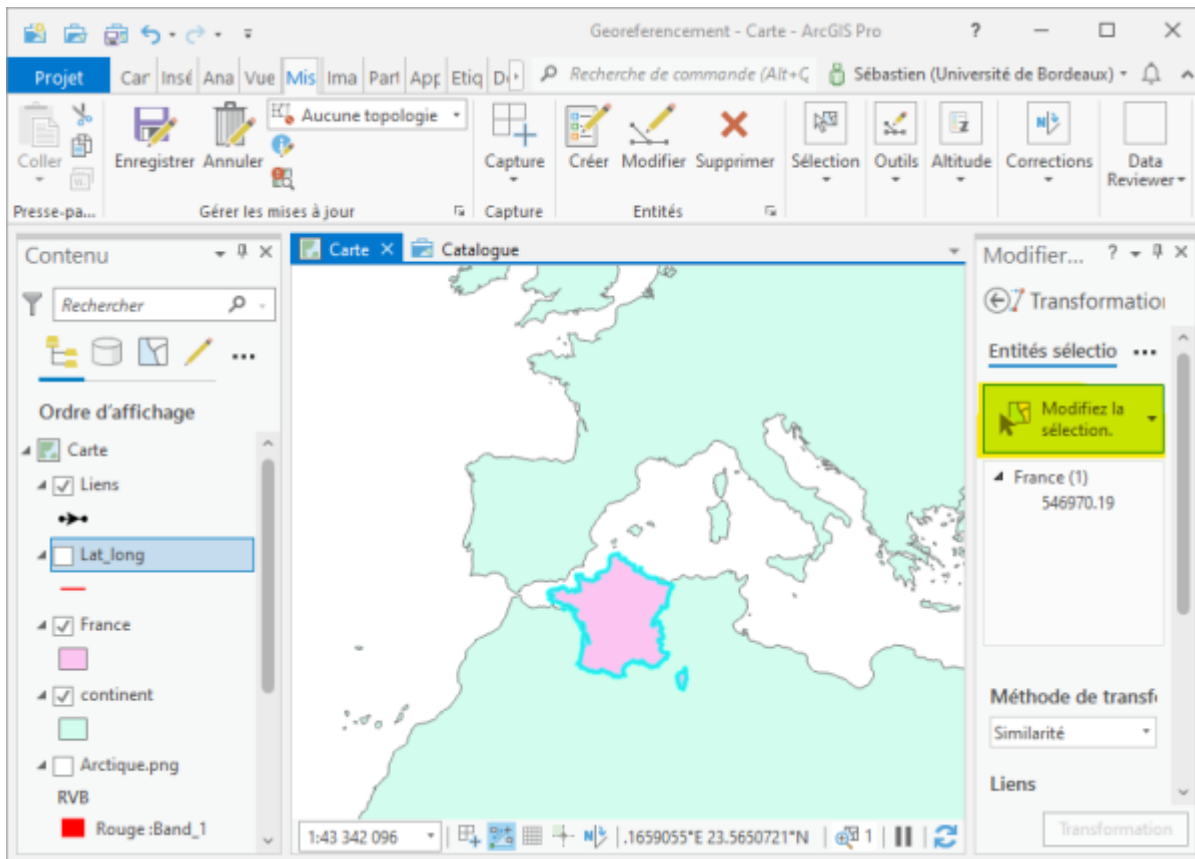 Georeferencement - Carte - ArcGIS Pro
?
Projet
Car Insé Ana Vue Mis Ima Part App Etiq
Recherche de commande (Alt+Q
Sébastien (Université de Bordeaux)
Coller
Enregistrer
Annuler
Aucune topologie
Capture
Créer
Modifier
Supprimer
Sélection
Outils
Altitude
Corrections
Data
Reviewer
Presse-pa...
Gérer les mises à jour
Capture
Entités
Contenu
Rechercher
Ordre d'affichage
Carte
Liens
Lat_long
France
continent
Arctique.png
RVB
Rouge :Band_1
Carte
Catalogue
1:43 342 096
.1659055°E 23.5650721°N
1
Modifier... ?
Transformation
Entités sélectio ...
Modifiez la
sélection.
France (1)
546970.19
Méthode de transf
Similarité
Liens
Transformation